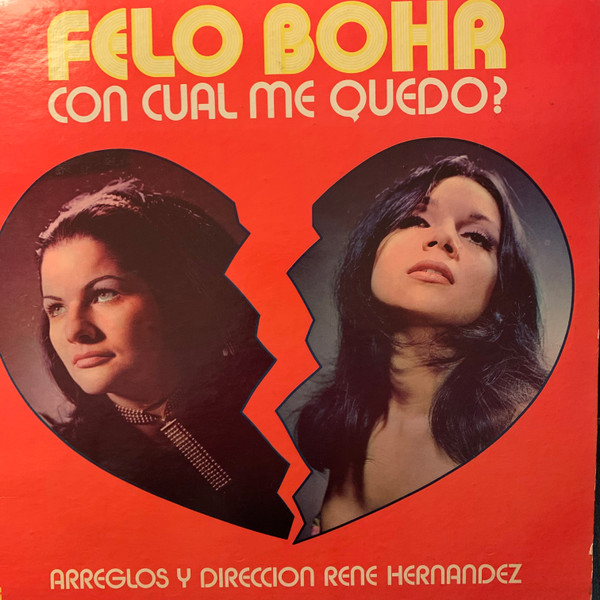 FELO BOHR
CON CUAL ME QUEDO?
ARREGLOS Y DIRECCION RENE HERNANDEZ